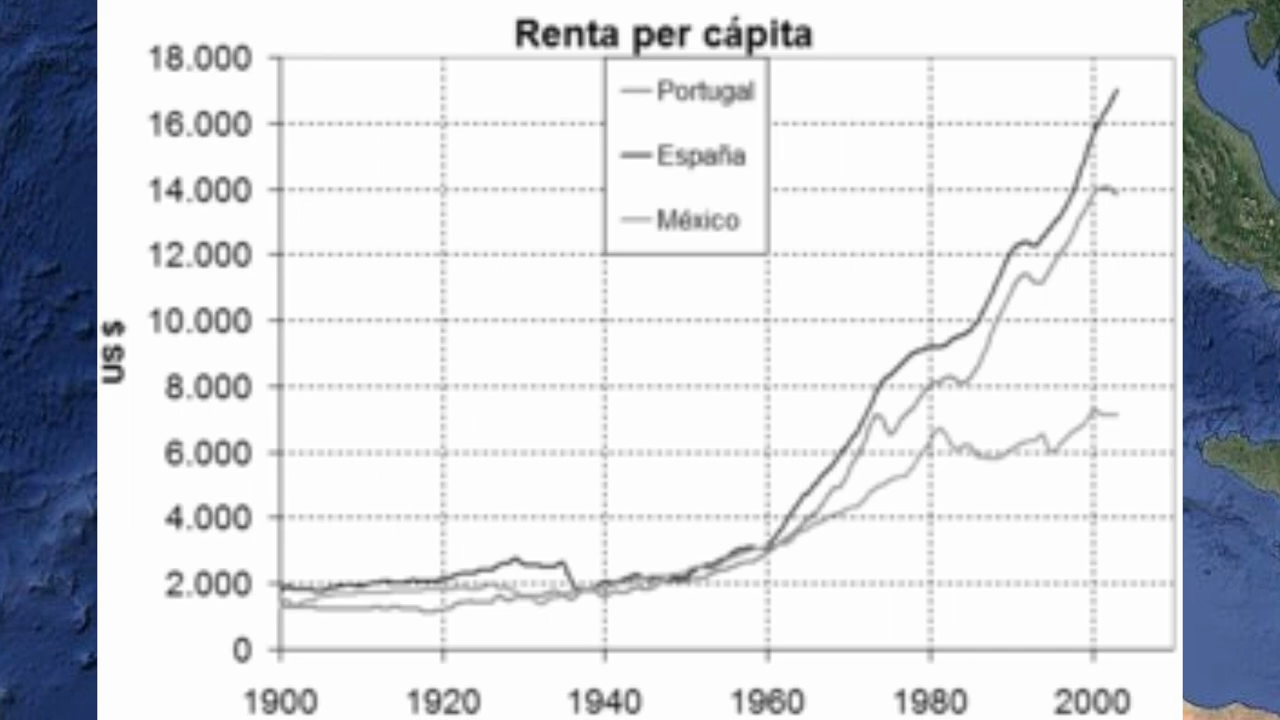 Renta per cápita
18.000
16.000
14.000
12.000
10.000
8.000
6.000
4.000
2.000
0
US $
Portugal
España
México
1900 1920 1940 1960 1980 2000